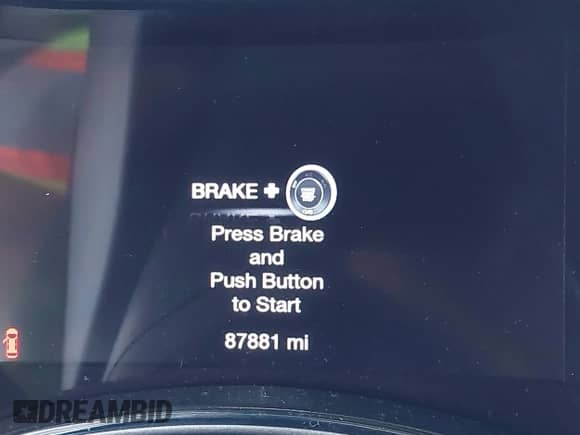 BRAKE +
Press Brake
and
Push Button
to Start
87881 mi
DREAMBID